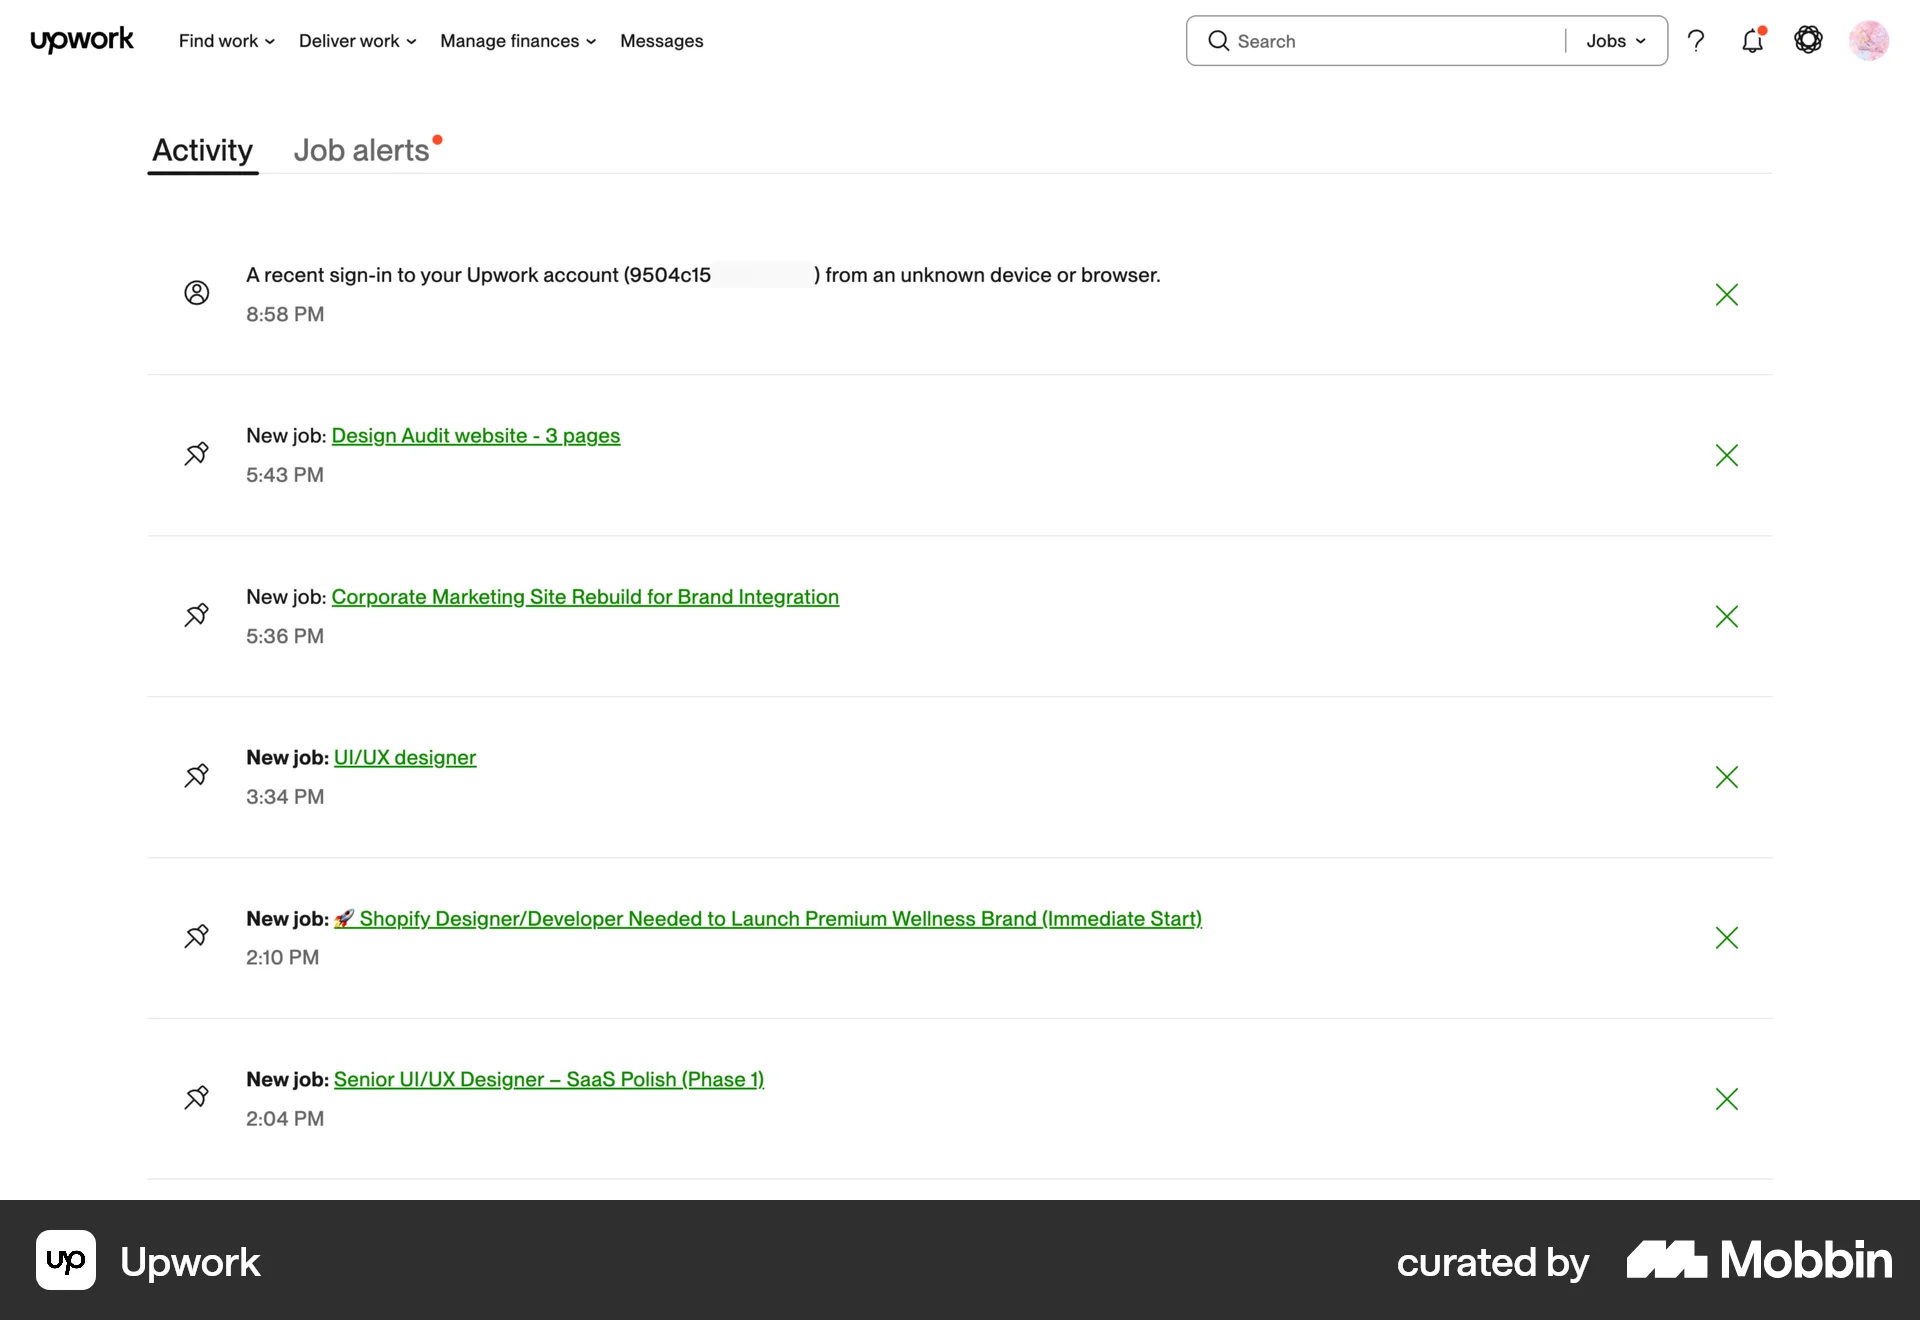 upwork Find work Deliver work Manage finances Messages Search Jobs
Activity Job alerts
A recent sign-in to your Upwork account (9504c15 ) from an unknown device or browser.
8:58 PM
New job: Design Audit website - 3 pages
5:43 PM
New job: Corporate Marketing Site Rebuild for Brand Integration
5:36 PM
New job: UI/UX designer
3:34 PM
New job: 🚀 Shopify Designer/Developer Needed to Launch Premium Wellness Brand (Immediate Start)
2:10 PM
New job: Senior UI/UX Designer – SaaS Polish (Phase 1)
2:04 PM
up Upwork curated by Mobbin